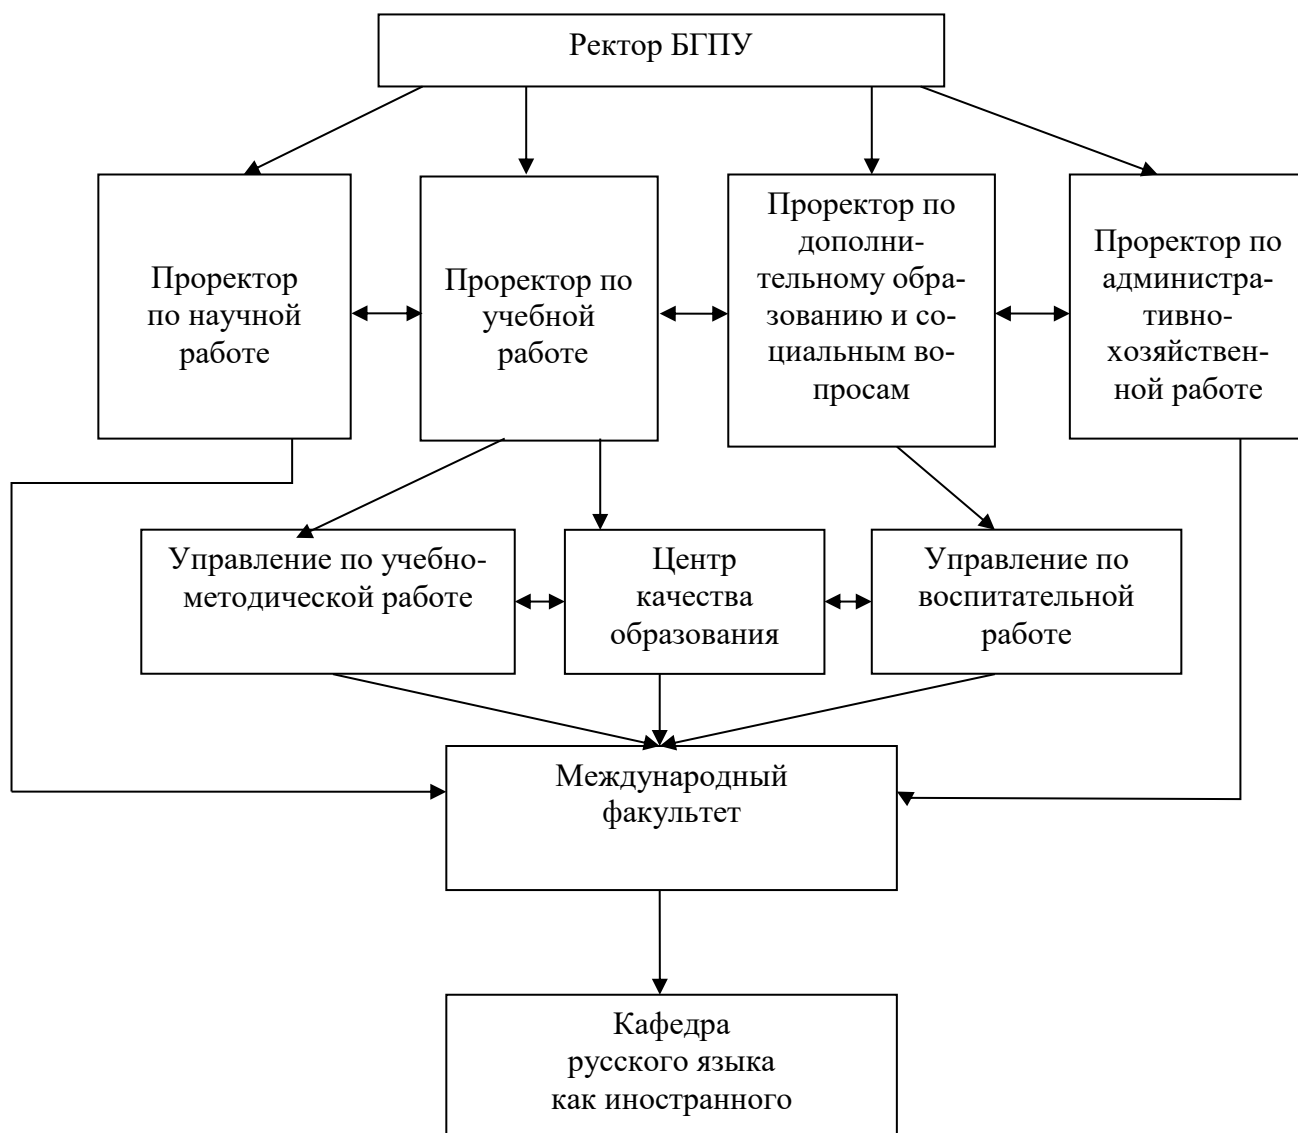 Ректор БГПУ
Проректор
по научной
работе
Проректор по
учебной
работе
Проректор по
дополни-
тельному обра-
зованию и со-
циальным во-
просам
Проректор по
администра-
тивно-
хозяйствен-
ной работе
Управление по учебно-
методической работе
Центр
качества
образования
Управление по
воспитательной
работе
Международный
факультет
Кафедра
русского языка
как иностранного